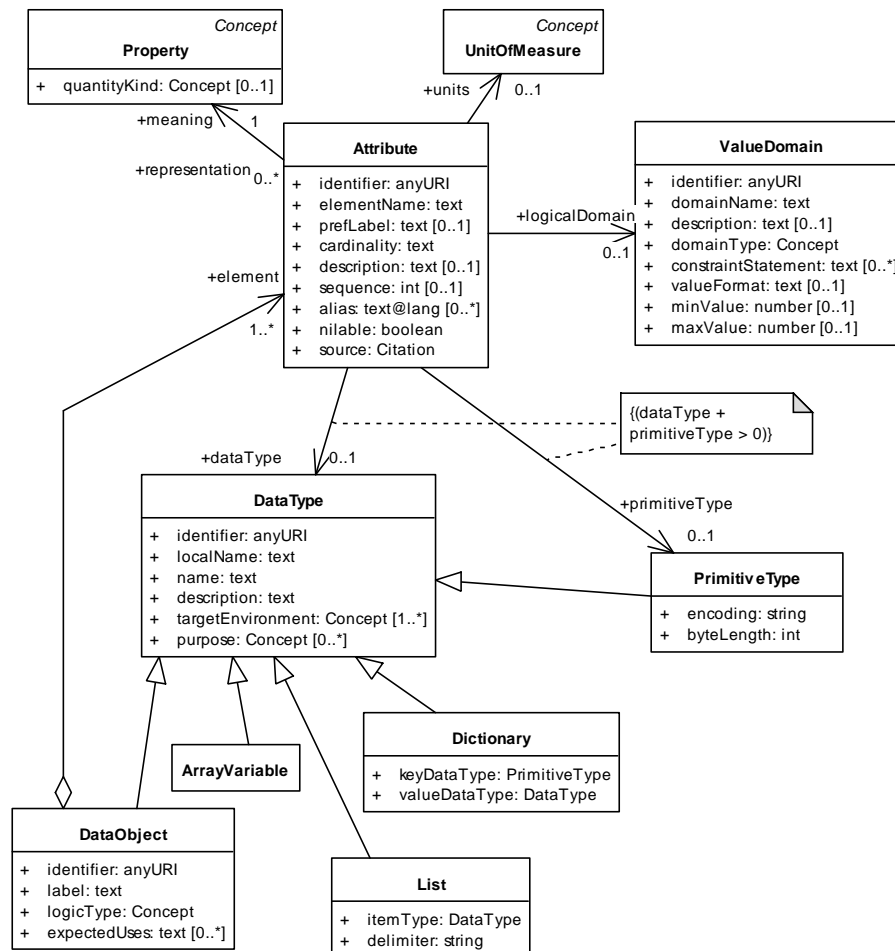 Concept
Property
+ quantityKind: Concept [0..1]
Concept
UnitOfMeasure
+units
0..1
+meaning
1
+representation
0..*
Attribute
+ identifier: anyURI
+ elementName: text
+ prefLabel: text [0..1]
+ cardinality: text
+ description: text [0..1]
+ sequence: int [0..1]
+ alias: text@lang [0..*]
+ nilable: boolean
+ source: Citation
+logicalDomain
0..1
ValueDomain
+ identifier: anyURI
+ domainName: text
+ description: text [0..1]
+ domainType: Concept
+ constraintStatement: text [0..*]
+ valueFormat: text [0..1]
+ minValue: number [0..1]
+ maxValue: number [0..1]
+element
1..*
{(dataType +
primitiveType > 0)}
+dataType
0..1
+primitiveType
0..1
DataType
+ identifier: anyURI
+ localName: text
+ name: text
+ description: text
+ targetEnvironment: Concept [1..*]
+ purpose: Concept [0..*]
PrimitiveType
+ encoding: string
+ byteLength: int
ArrayVariable
Dictionary
+ keyDataType: PrimitiveType
+ valueDataType: DataType
DataObject
+ identifier: anyURI
+ label: text
+ logicType: Concept
+ expectedUses: text [0..*]
List
+ itemType: DataType
+ delimiter: string